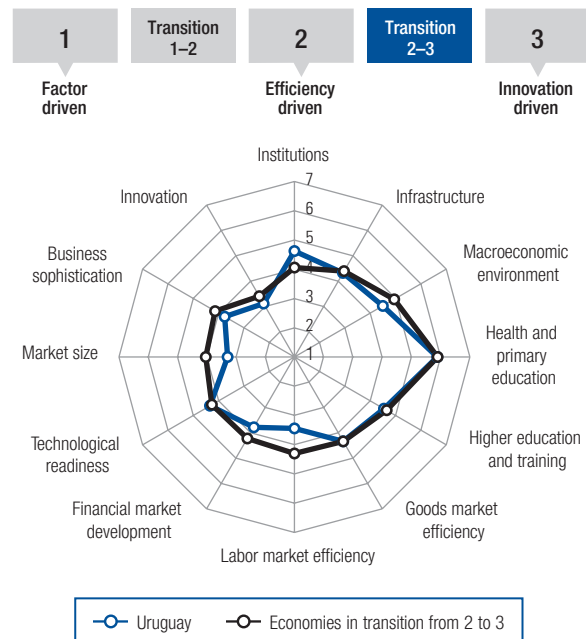 1
Transition
1–2
2
Transition
2–3
3
Factor
driven
Efficiency
driven
Innovation
driven
Institutions
7
6
5
4
3
2
1
Infrastructure
Macroeconomic
environment
Health and
primary
education
Higher education
and training
Goods market
efficiency
Labor market efficiency
Financial market
development
Technological
readiness
Market size
Business
sophistication
Innovation
Uruguay
Economies in transition from 2 to 3